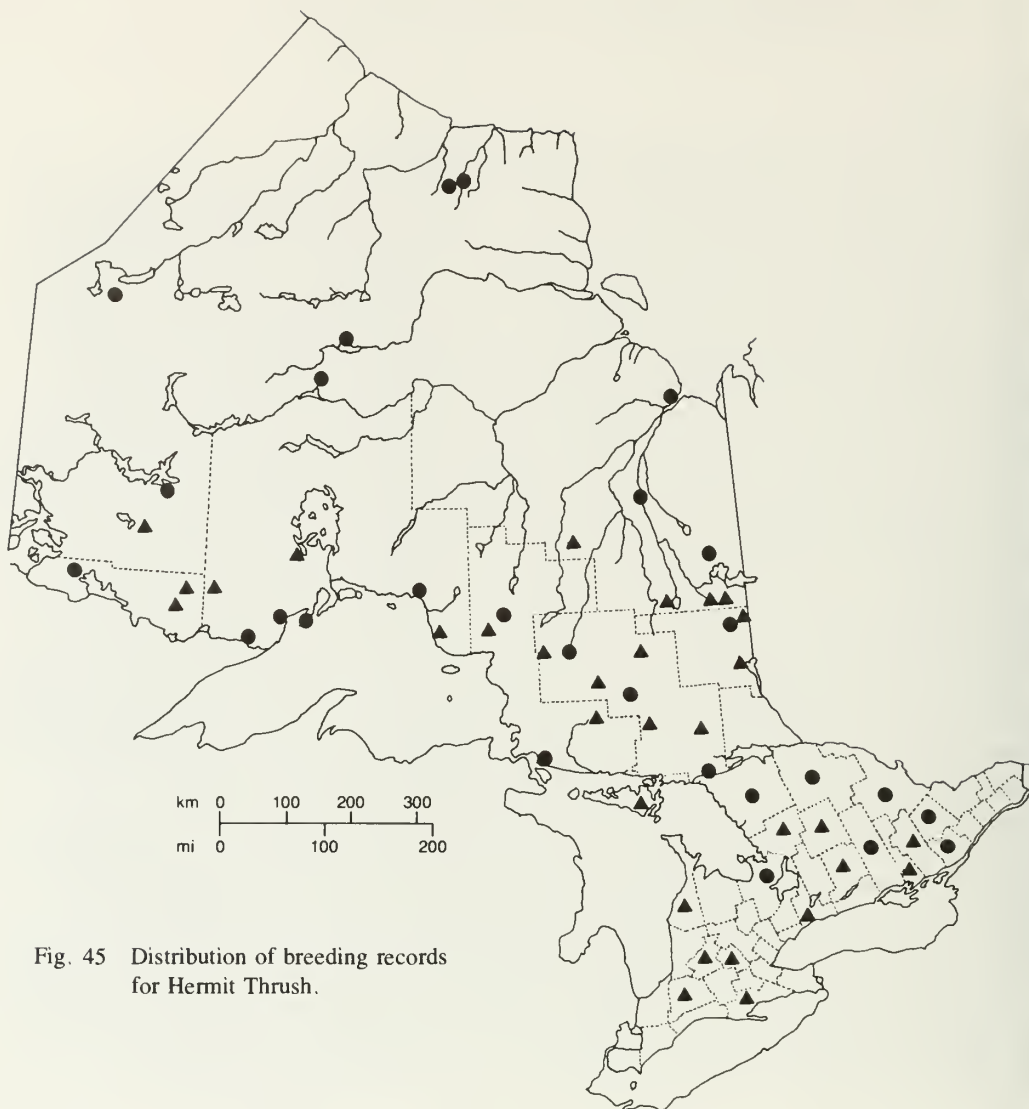 km 0 100 200 300
mi 0 100 200
Fig. 45 Distribution of breeding records
for Hermit Thrush.